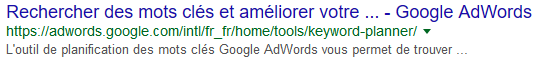 Rechercher des mots clés et améliorer votre ... - Google AdWords
https://adwords.google.com/intl/fr_fr/home/tools/keyword-planner/
L'outil de planification des mots clés Google AdWords vous permet de trouver ...